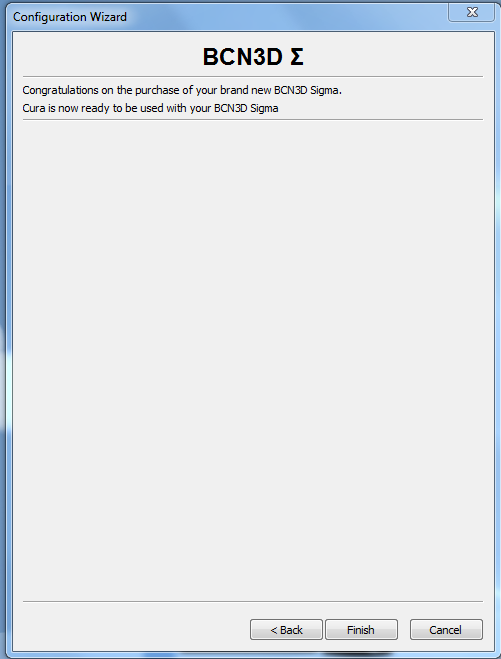 Configuration Wizard
BCN3D Σ
Congratulations on the purchase of your brand new BCN3D Sigma.
Cura is now ready to be used with your BCN3D Sigma
< Back
Finish
Cancel